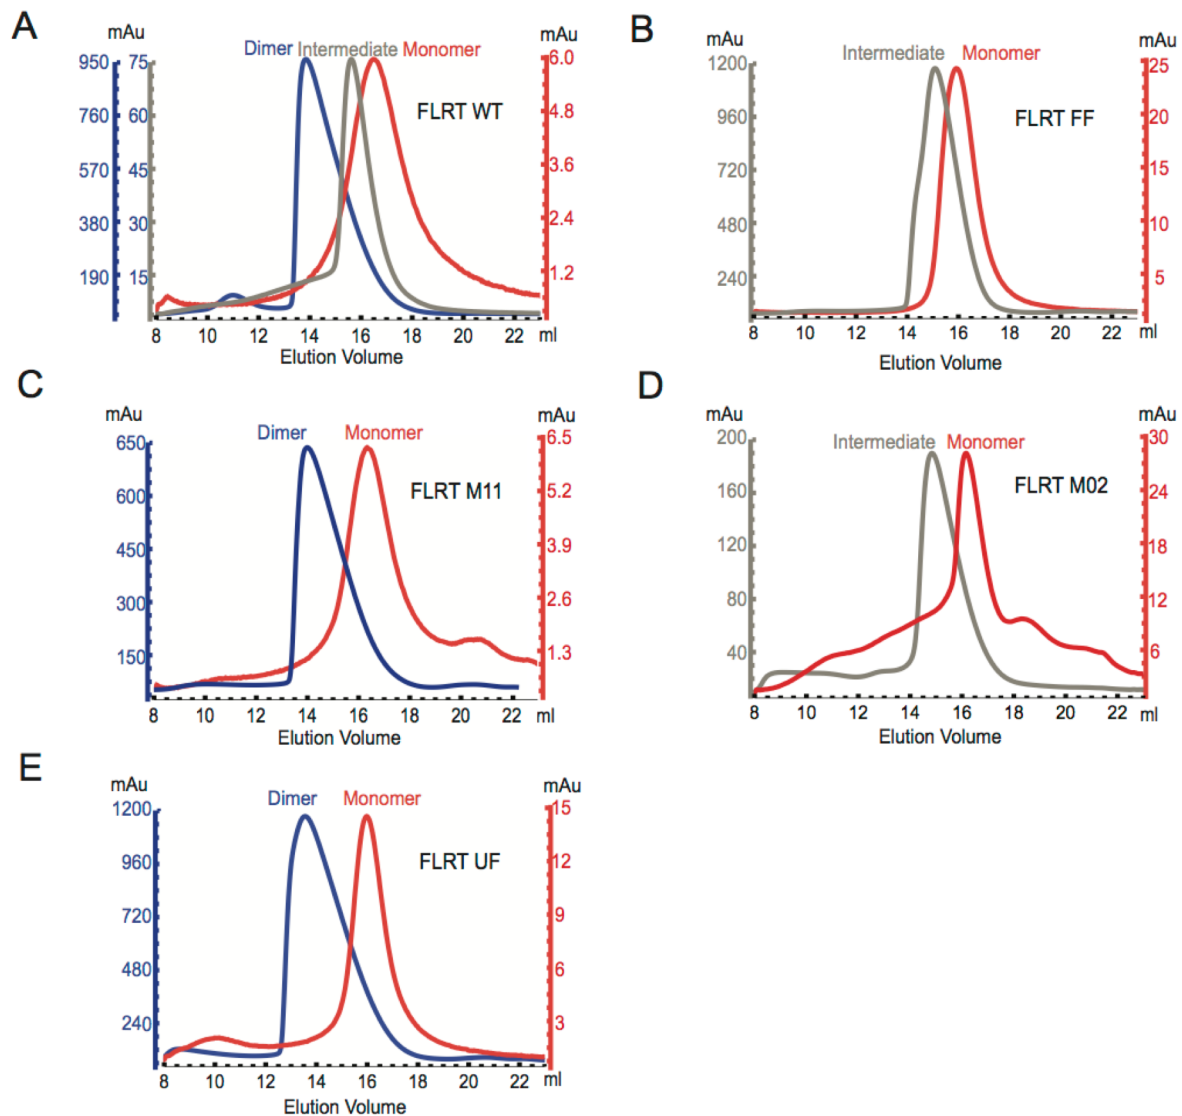 A
mAu
mAu
Dimer Intermediate Monomer
950 75 6.0
760 60 4.8
FLRT WT
570 45 3.6
380 30 2.4
190 15 1.2
8 10 12 14 16 18 20 22 ml
Elution Volume
B
mAu
mAu
Intermediate Monomer
1200 25
960 20
FLRT FF
720 15
480 10
240 5
8 10 12 14 16 18 20 22
Elution Volume
C
mAu
mAu
Dimer Monomer
650 6.5
600 5.2
FLRT M11
450 3.9
300 2.6
150 1.3
8 10 12 14 16 18 20 22 ml
Elution Volume
D
mAu
mAu
Intermediate Monomer
200 30
160 24
FLRT M02
120 18
80 12
40 6
8 10 12 14 16 18 20 22
Elution Volume
E
mAu
mAu
Dimer Monomer
1200 15
960 12
FLRT UF
720 9
480 6
240 3
8 10 12 14 16 18 20 22 ml
Elution Volume